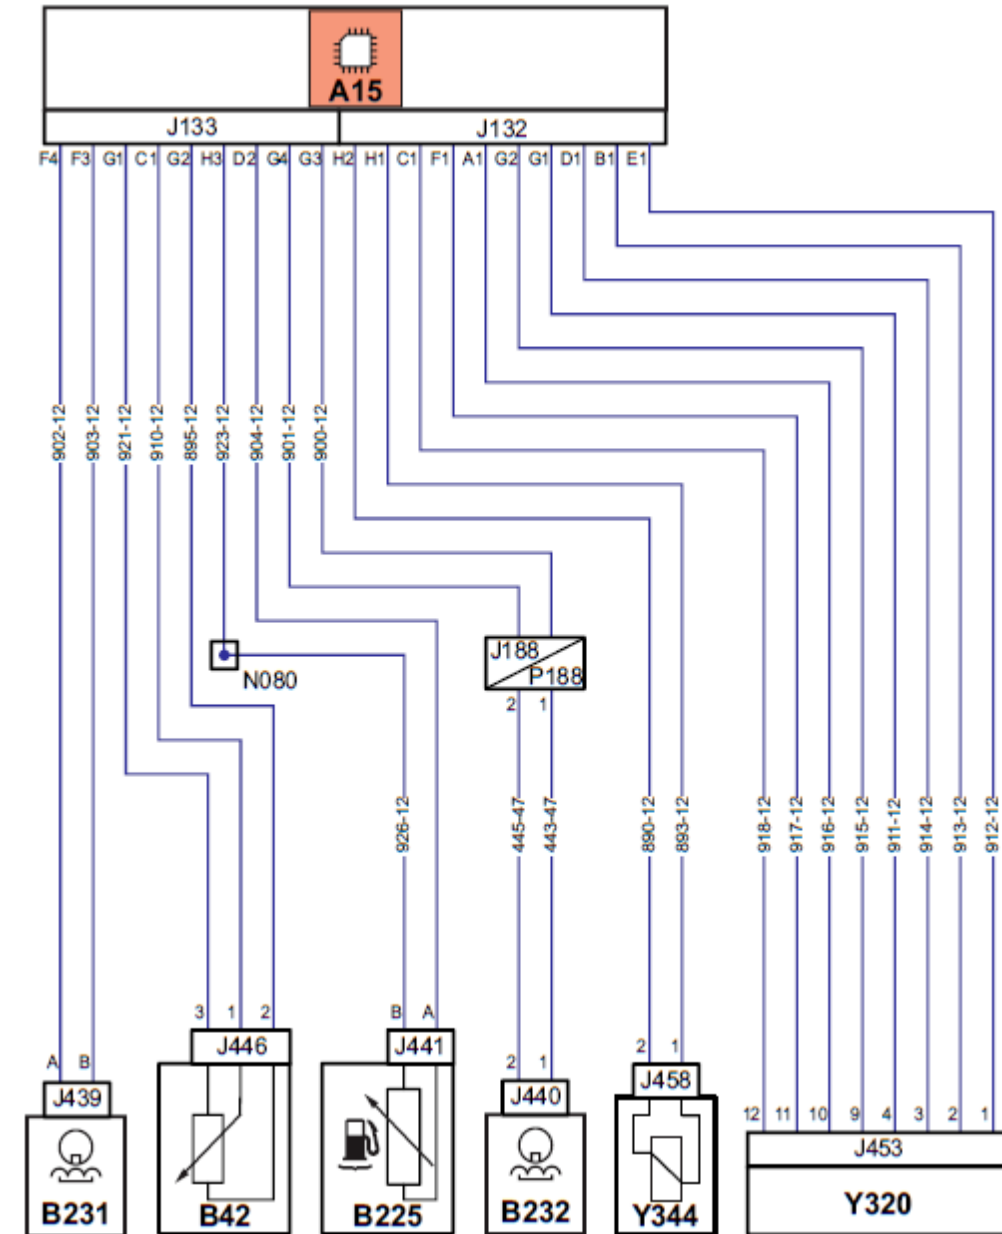 A15
J133 J132
F4 F3 G1 C1 G2 H3 D2 G4 G3 H2 H1 C1 F1 A1 G2 G1 D1 B1 E1
902-12 903-12 921-12 910-12 895-12 923-12 904-12 901-12 900-12
N080
J188
P188
2 1
926-12 445-47 443-47 890-12 893-12 918-12 917-12 916-12 915-12 911-12 914-12 913-12 912-12
3 1 2 B A
J446 J441
A B 2 1 2 1
J439 J440 J458
12 11 10 9 4 3 2 1
J453
B231 B42 B225 B232 Y344 Y320